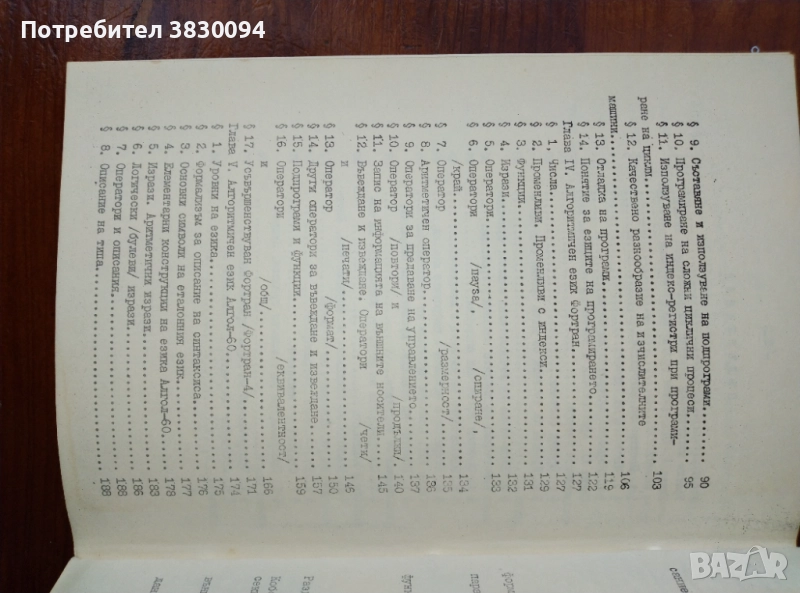 Потребител 3830094
§ 9. Съставяне и използуване на подпрограми........ 90
§ 10. Програмиране на сложни циклични процеси.. 95
§ 11. Използуване на индекс-регистри при програми-
ране на цикли........ 103
§ 12. Качествено разнообразие на изчислителните
машини........ 106
§ 13. Отладка на програми........ 119
§ 14. Понятие за езиците на програмирането........ 122
Глава IV. Алгоритмичен език Фортран........ 127
§ 1. Числа........ 127
§ 2. Променливи. Променливи с индекси........ 129
§ 3. Функции........ 131
§ 4. Изрази........ 132
§ 5. Оператори........ 133
§ 6. Оператори /пауза/, /спиране/,
/край/........ 134
§ 7. Оператор /размерност/........ 135
§ 8. Аритметичен оператор........ 136
§ 9. Оператори за предаване на управлението........ 137
§ 10. Оператор /повтори/ и /продължи/. 140
§ 11. Запис на информацията на външните носители.... 145
§ 12. Въвеждане и извеждане. Оператори /чети/
и /печати/........ 146
§ 13. Оператор /формат/........ 150
§ 14. Други оператори за въвеждане и извеждане........ 157
§ 15. Подпрограми и функции........ 159
§ 16. Оператори /еквивалентност/
и /общ/........ 166
§ 17. Усъвършенствуван Фортран /Фортран-4/........ 171
Глава V. Алгоритмичен език Алгол-60........ 174
§ 1. Уровни на езика........ 175
§ 2. Формализъм за описание на синтаксиса........ 176
§ 3. Основни символи на еталонния език........ 177
§ 4. Елементарни конструкции на езика Алгол-60........ 178
§ 5. Изрази. Аритметични изрази........ 183
§ 6. Логически /булеви/ изрази........ 186
§ 7. Оператори и описания........ 188
§ 8. Описание на типа........ 188
BAZAR